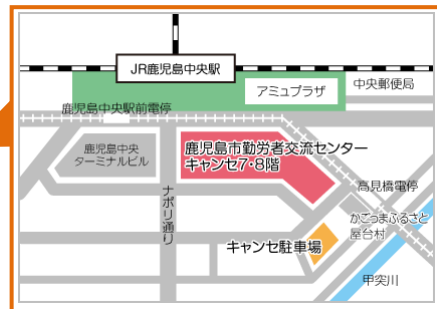 JR鹿児島中央駅
アミュプラザ
中央郵便局
鹿児島中央駅前電停
鹿児島中央
ターミナルビル
鹿児島市勤労者交流センター
キャンセ7・8階
高見橋電停
ナポリ通り
かごっまふるさと
屋台村
キャンセ駐車場
甲突川